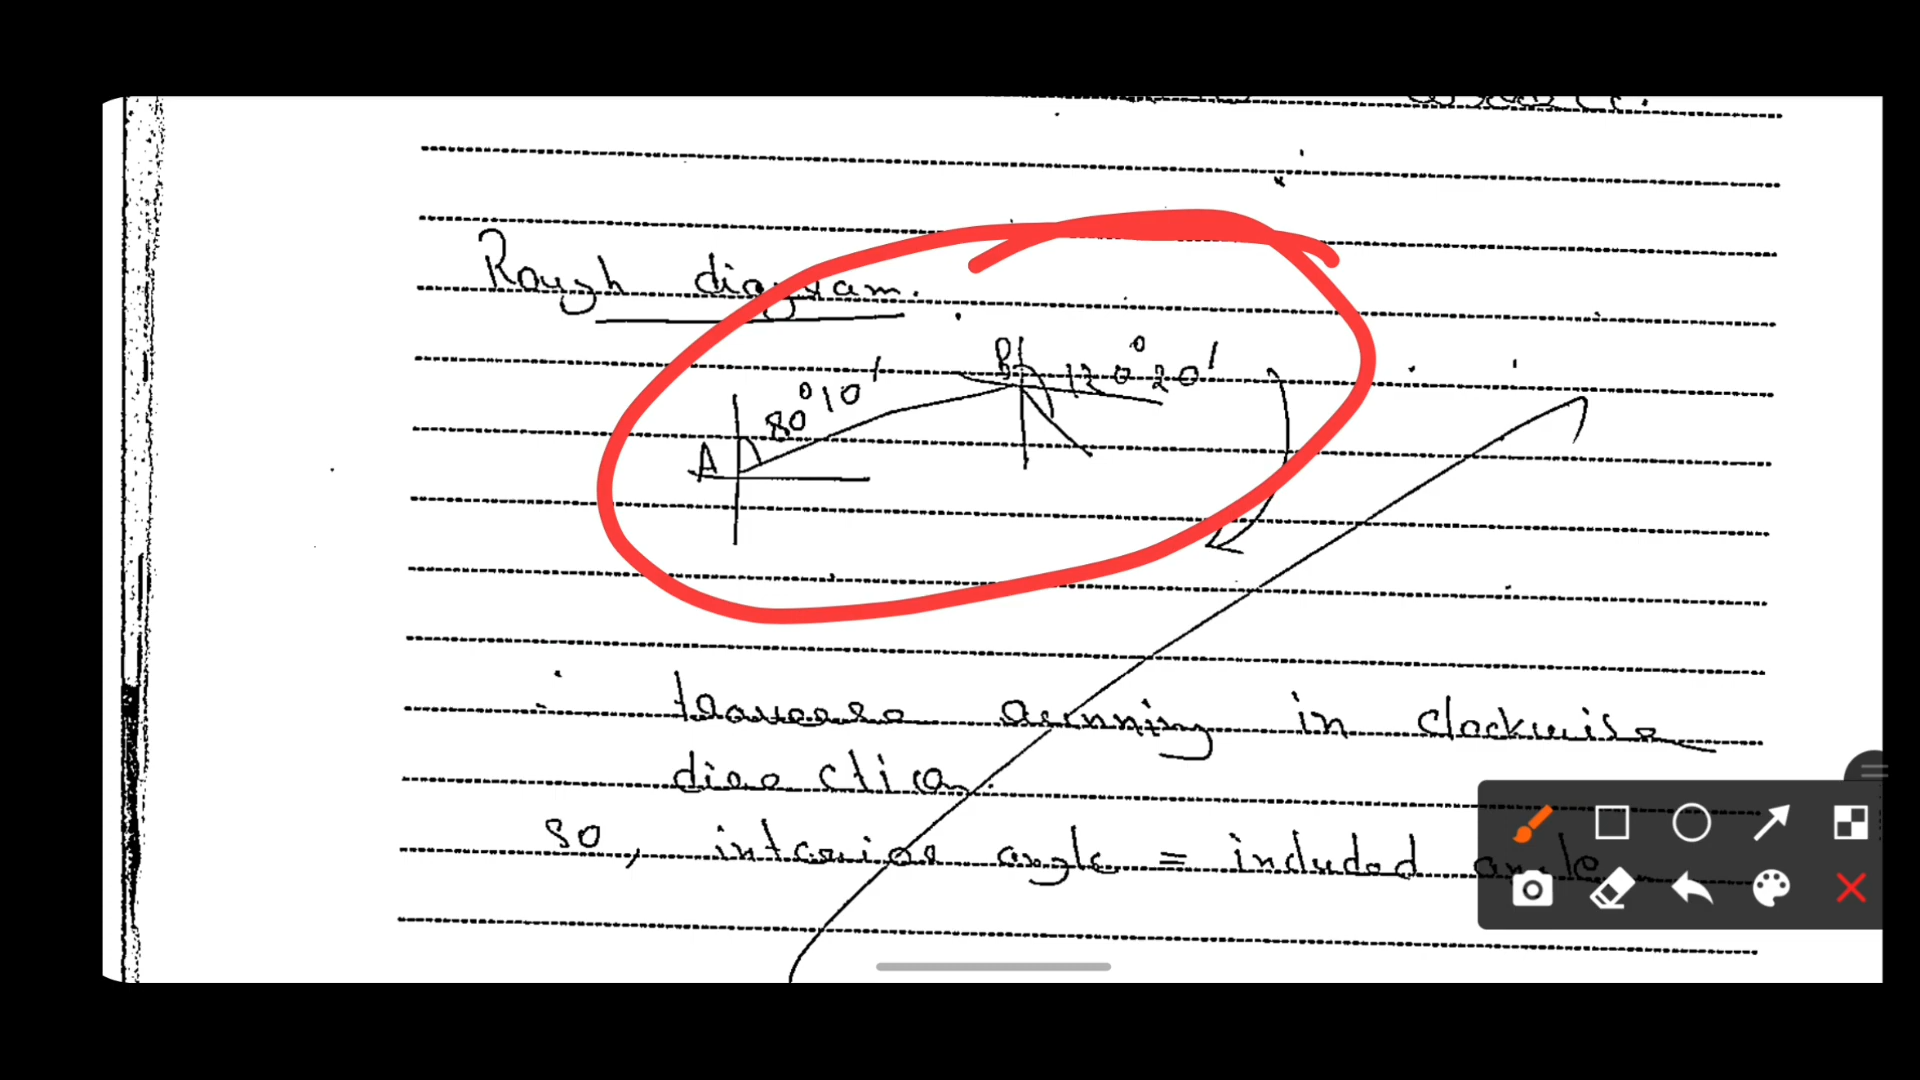 Rough diagram.
B 120°20'
80°10'
A
∴ traverse running in clockwise
direction.
so, interior angle = included angle